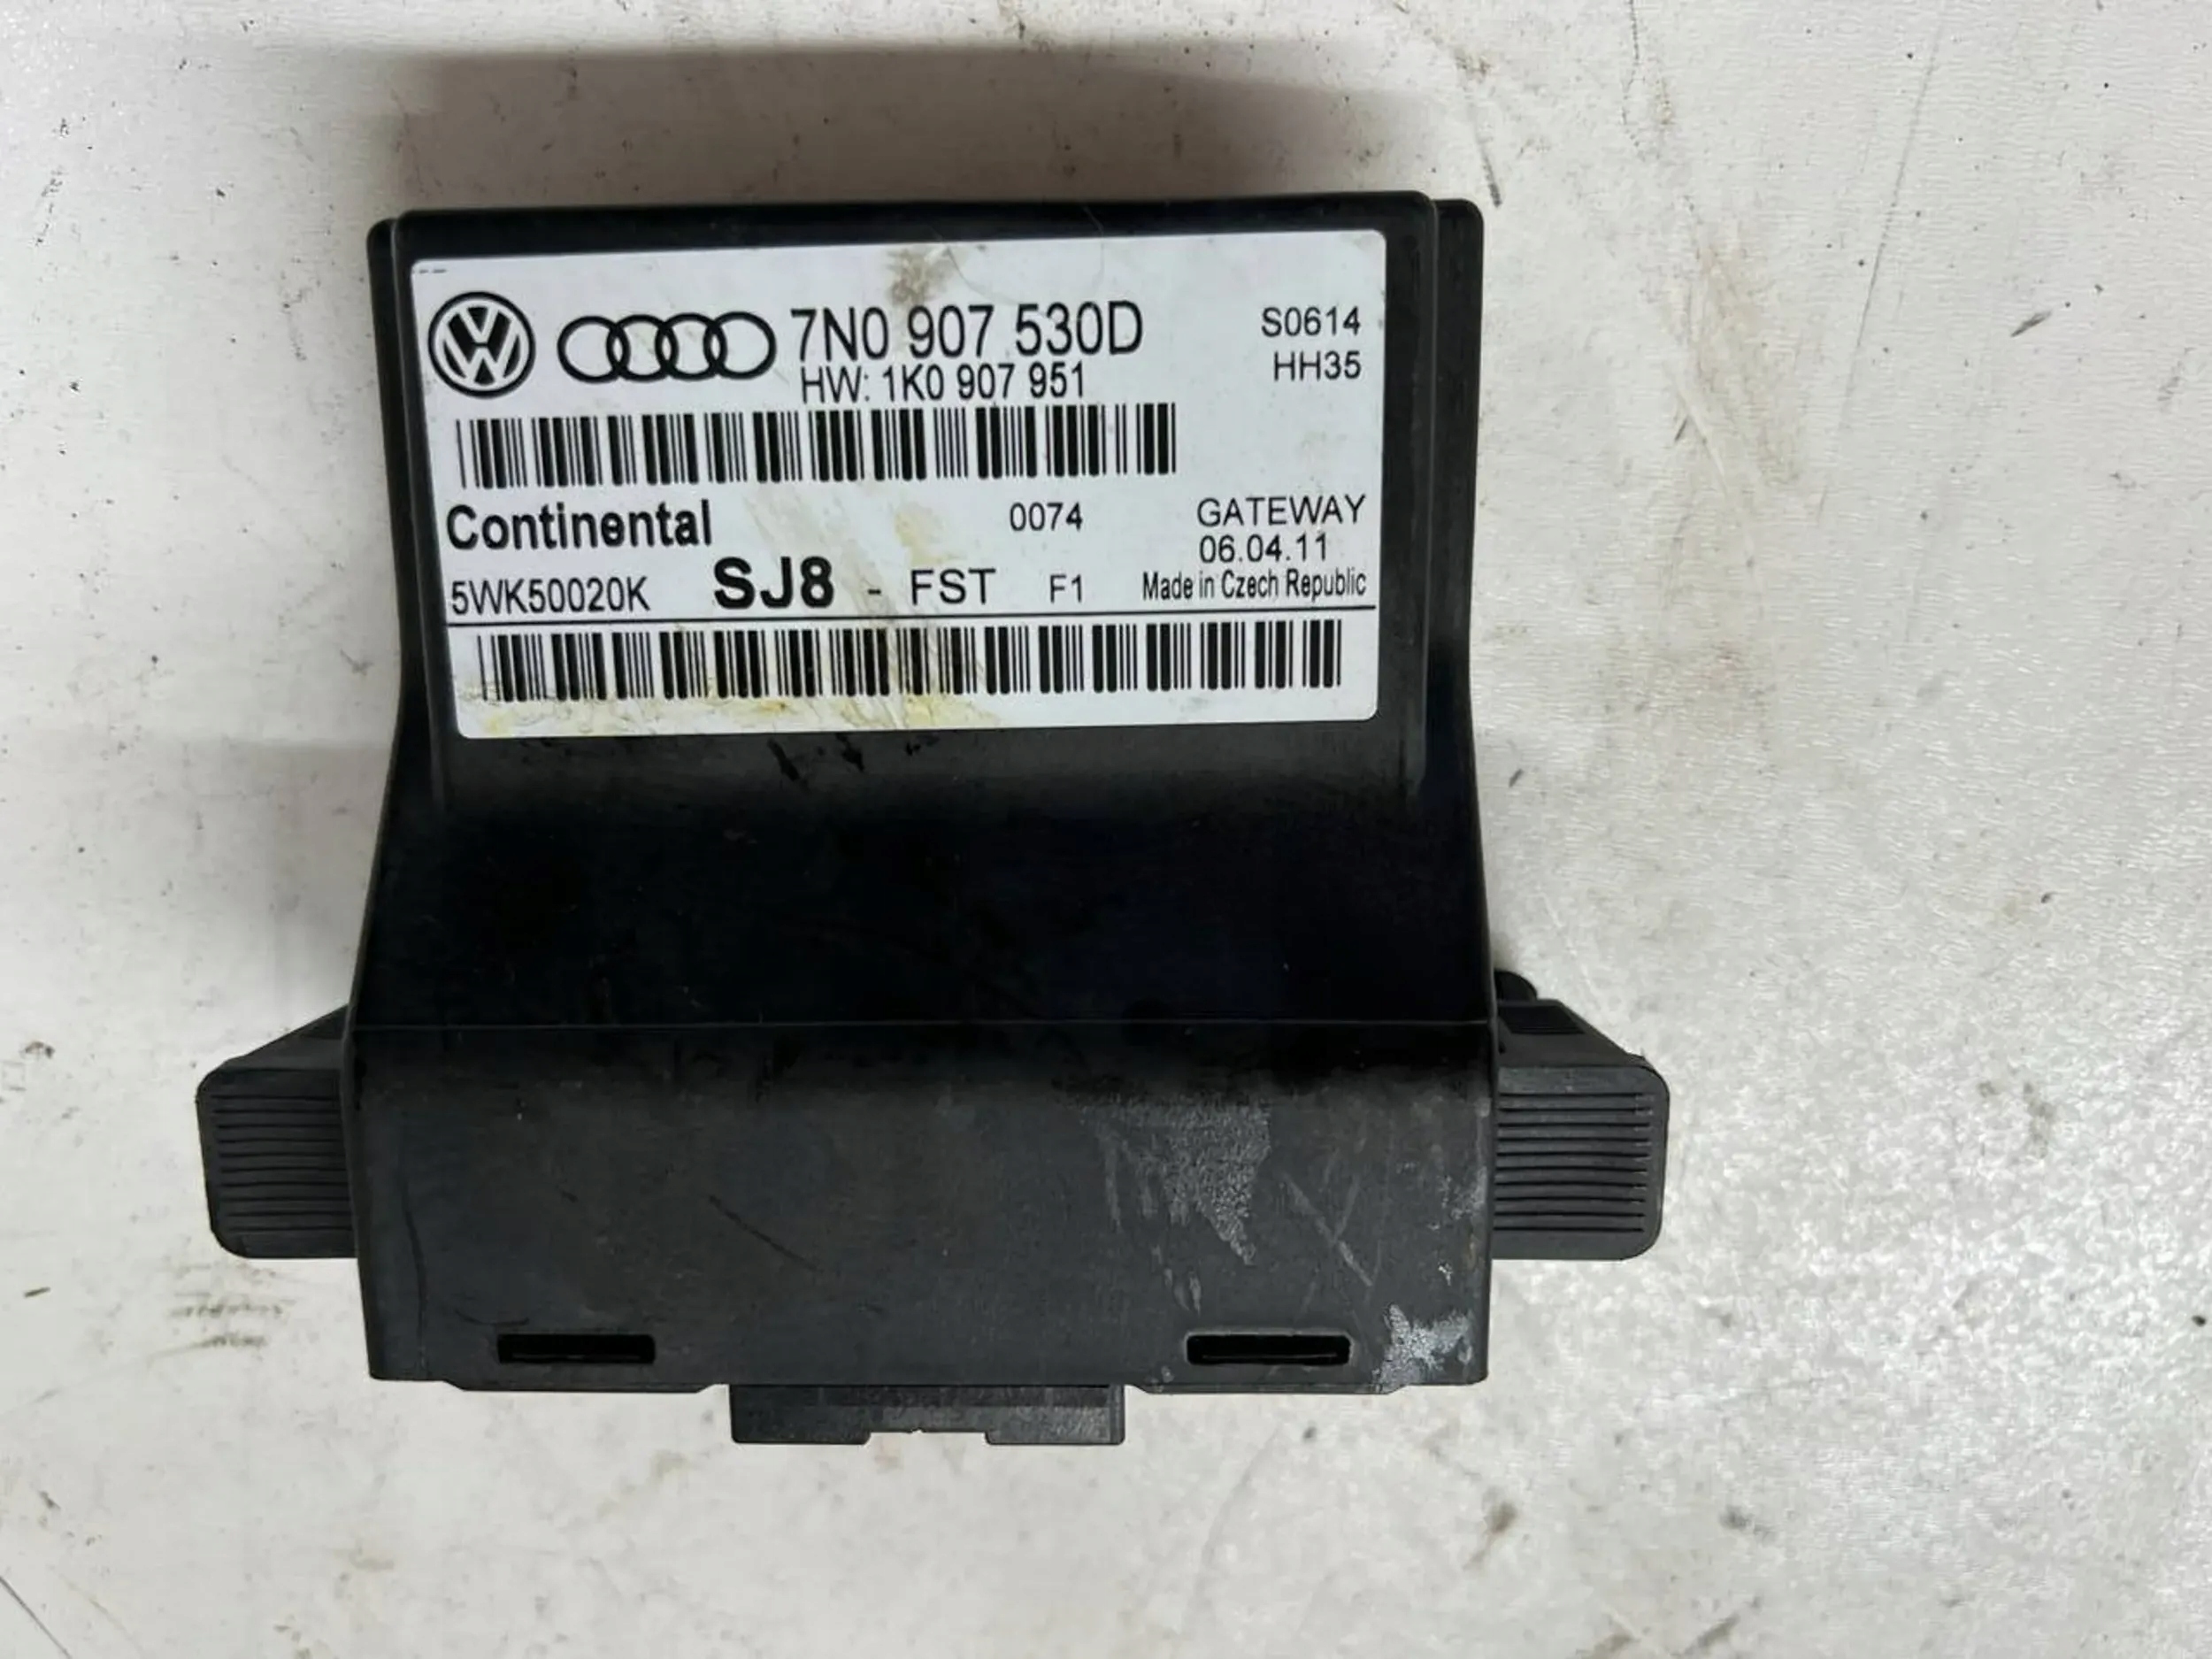 7N0 907 530D S0614
HW: 1K0 907 951 HH35
Continental 0074 GATEWAY
06.04.11
5WK50020K SJ8 - FST F1 Made in Czech Republic